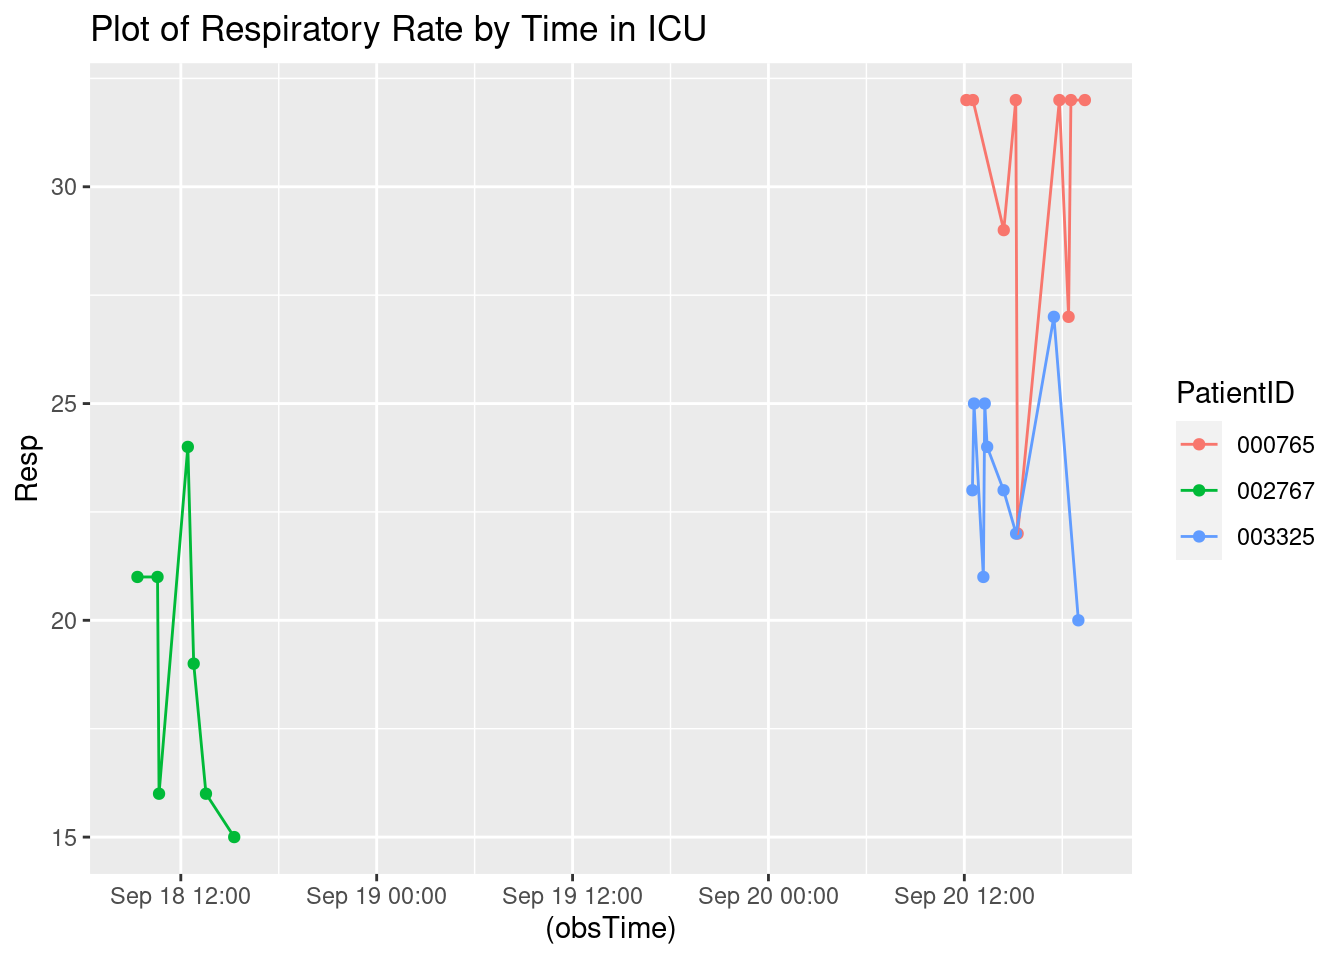 Plot of Respiratory Rate by Time in ICU
30
25
20
15
Resp
Sep 18 12:00 Sep 19 00:00 Sep 19 12:00 Sep 20 00:00 Sep 20 12:00
(obsTime)
PatientID
000765
002767
003325